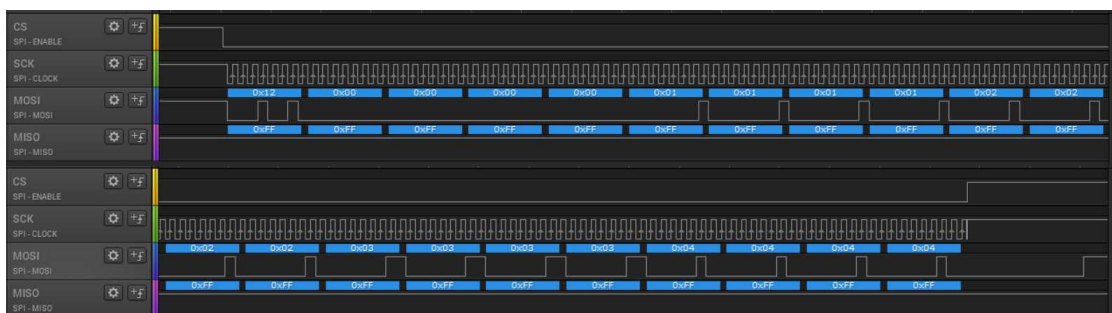 CS
SPI - ENABLE
SCK
SPI - CLOCK
0x12 0x00 0x00 0x00 0x00 0x01 0x01 0x01 0x01 0x02 0x02
MOSI
SPI - MOSI
0xFF 0xFF 0xFF 0xFF 0xFF 0xFF 0xFF 0xFF 0xFF 0xFF 0xFF
MISO
SPI - MISO
CS
SPI - ENABLE
SCK
SPI - CLOCK
0x02 0x02 0x03 0x03 0x03 0x03 0x04 0x04 0x04 0x04
MOSI
SPI - MOSI
0xFF 0xFF 0xFF 0xFF 0xFF 0xFF 0xFF 0xFF 0xFF 0xFF
MISO
SPI - MISO